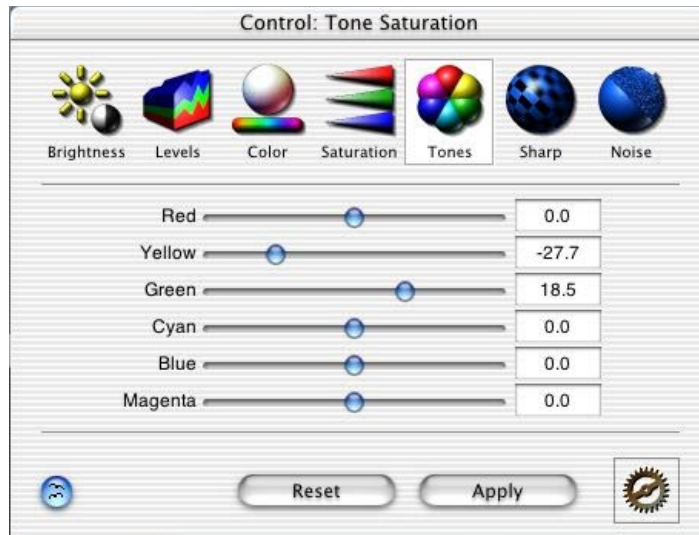 Control: Tone Saturation
Brightness Levels Color Saturation Tones Sharp Noise
Red 0.0
Yellow -27.7
Green 18.5
Cyan 0.0
Blue 0.0
Magenta 0.0
Reset Apply